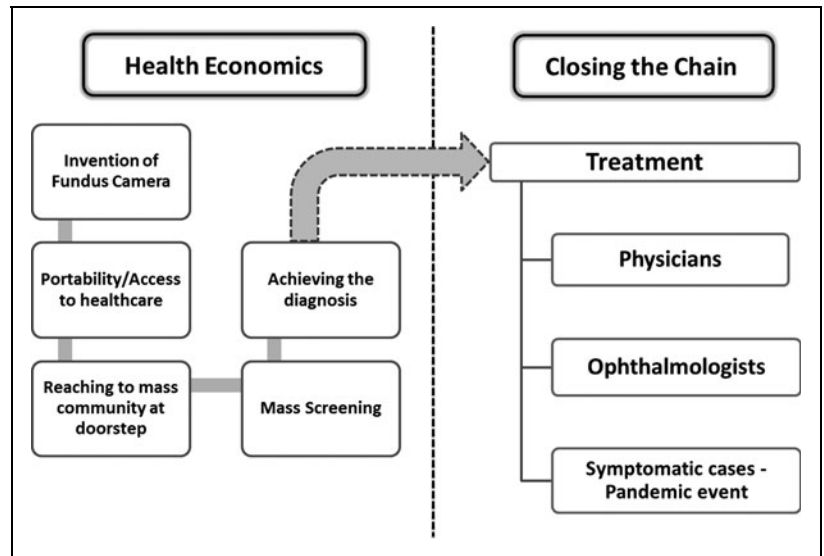 Health Economics
Invention of
Fundus Camera
Portability/Access
to healthcare
Reaching to mass
community at
doorstep
Mass Screening
Achieving the
diagnosis
Closing the Chain
Treatment
Physicians
Ophthalmologists
Symptomatic cases -
Pandemic event